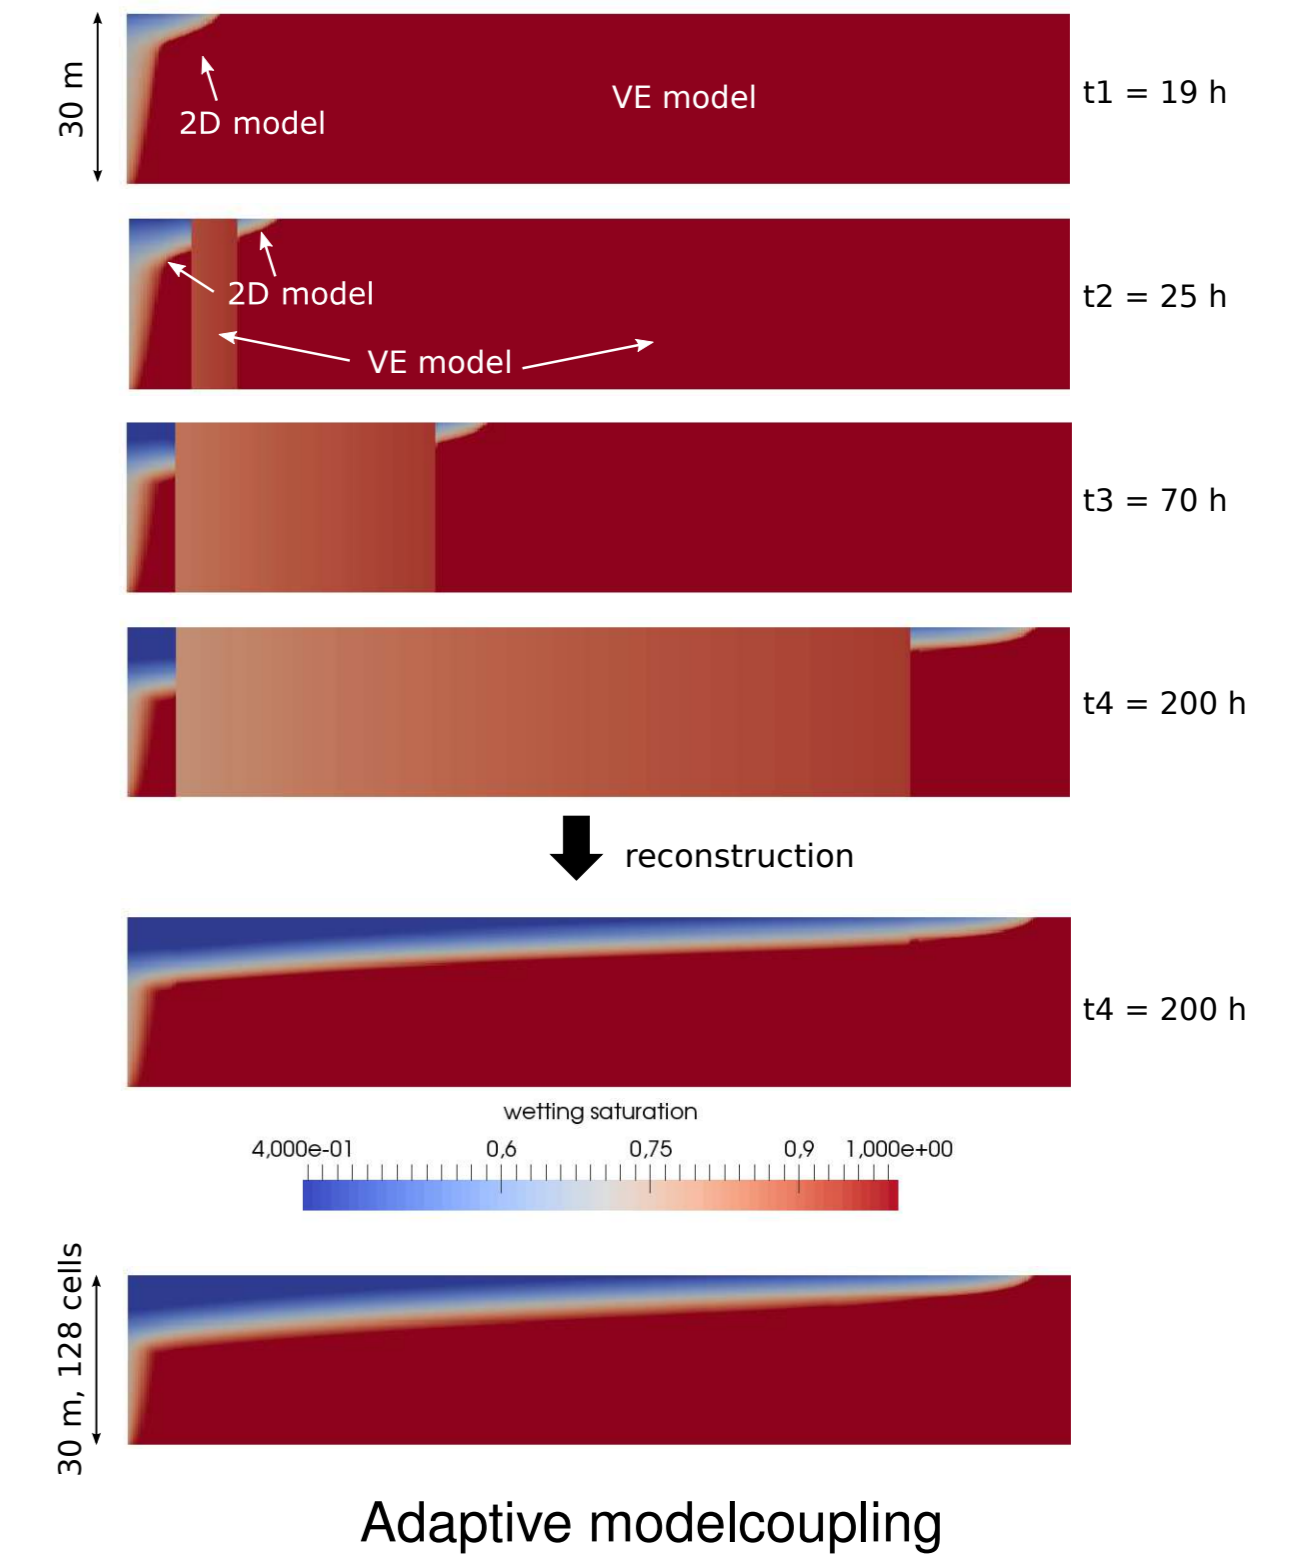 30 m
2D model
VE model
t1 = 19 h
2D model
VE model
t2 = 25 h
t3 = 70 h
t4 = 200 h
reconstruction
t4 = 200 h
wetting saturation
4,000e-01 0,6 0,75 0,9 1,000e+00
30 m, 128 cells
Adaptive modelcoupling